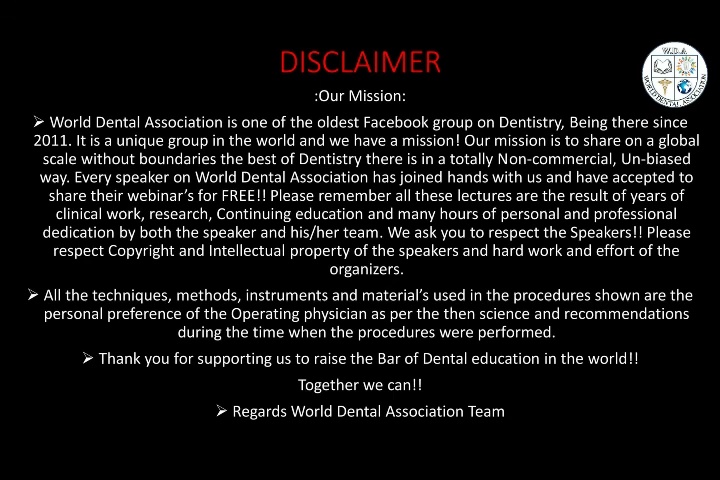 DISCLAIMER
:Our Mission:
➢ World Dental Association is one of the oldest Facebook group on Dentistry, Being there since
2011. It is a unique group in the world and we have a mission! Our mission is to share on a global
scale without boundaries the best of Dentistry there is in a totally Non-commercial, Un-biased
way. Every speaker on World Dental Association has joined hands with us and have accepted to
share their webinar's for FREE!! Please remember all these lectures are the result of years of
clinical work, research, Continuing education and many hours of personal and professional
dedication by both the speaker and his/her team. We ask you to respect the Speakers!! Please
respect Copyright and Intellectual property of the speakers and hard work and effort of the
organizers.
➢ All the techniques, methods, instruments and material's used in the procedures shown are the
personal preference of the Operating physician as per the then science and recommendations
during the time when the procedures were performed.
➢ Thank you for supporting us to raise the Bar of Dental education in the world!!
Together we can!!
➢ Regards World Dental Association Team
W.D.A
WORLD DENTAL ASSOCIATION